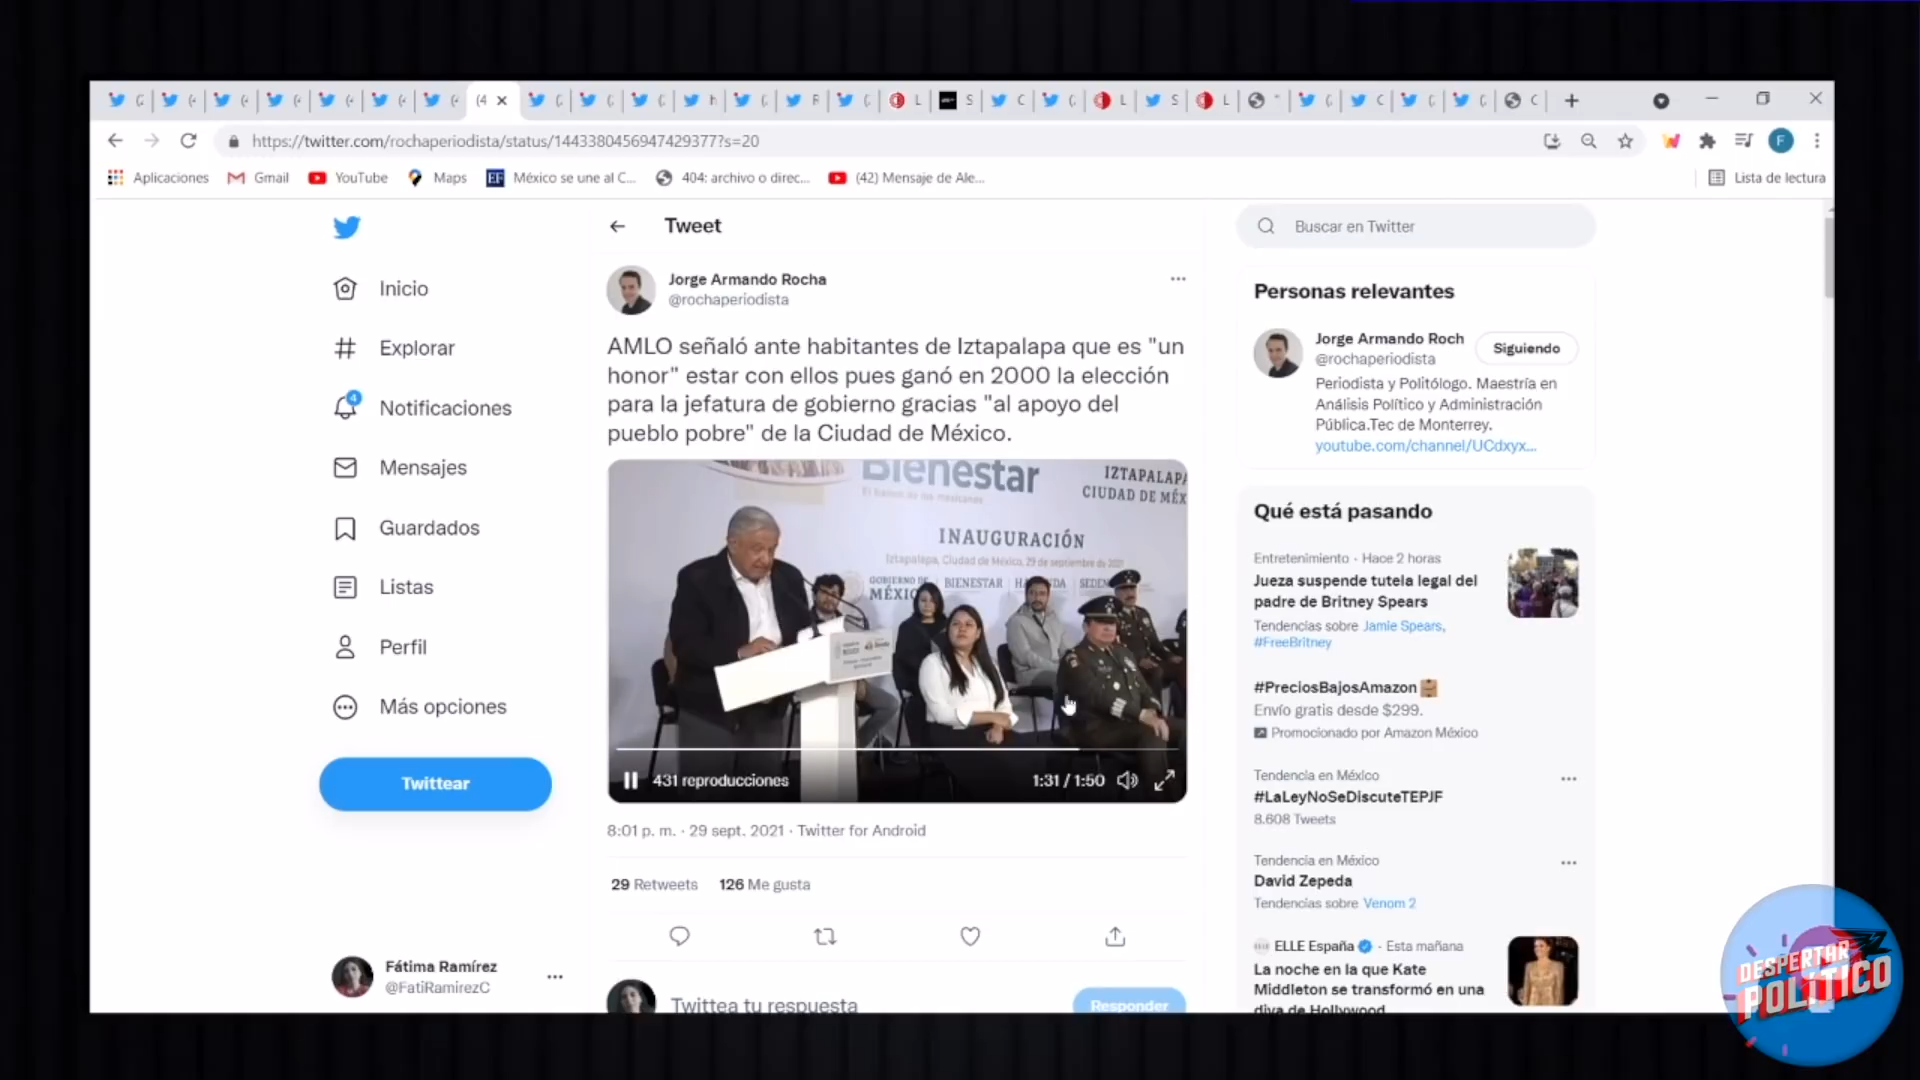 https://twitter.com/rochaperiodista/status/1443380456947429377?s=20
Aplicaciones
Gmail
YouTube
Maps
EF
México se une al C...
404: archivo o direc...
(42) Mensaje de Ale...
Lista de lectura
Inicio
Explorar
4
Notificaciones
Mensajes
Guardados
Listas
Perfil
Más opciones
Twittear
Fátima Ramírez
@FatiRamirezC
Tweet
Jorge Armando Rocha
@rochaperiodista
AMLO señaló ante habitantes de Iztapalapa que es "un
honor" estar con ellos pues ganó en 2000 la elección
para la jefatura de gobierno gracias "al apoyo del
pueblo pobre" de la Ciudad de México.
Bienestar
El banco de los mexicanos
IZTAPALAPA
CIUDAD DE MÉX
INAUGURACIÓN
Iztapalapa, Ciudad de México, 29 de septiembre de 2021
GOBIERNO DE
MÉXICO
BIENESTAR
431 reproducciones
1:31 / 1:50
8:01 p. m. · 29 sept. 2021 · Twitter for Android
29 Retweets 126 Me gusta
Twittea tu respuesta
Responder
Buscar en Twitter
Personas relevantes
Jorge Armando Roch
@rochaperiodista
Siguiendo
Periodista y Politólogo. Maestría en
Análisis Político y Administración
Pública.Tec de Monterrey.
youtube.com/channel/UCdxyx...
Qué está pasando
Entretenimiento · Hace 2 horas
Jueza suspende tutela legal del
padre de Britney Spears
Tendencias sobre Jamie Spears,
#FreeBritney
#PreciosBajosAmazon
Envío gratis desde $299.
Promocionado por Amazon México
Tendencia en México
#LaLeyNoSeDiscuteTEPJF
8.608 Tweets
Tendencia en México
David Zepeda
Tendencias sobre Venom 2
ELLE España · Esta mañana
La noche en la que Kate
Middleton se transformó en una
diva de Hollywood
DESPERTAR
POLÍTICO